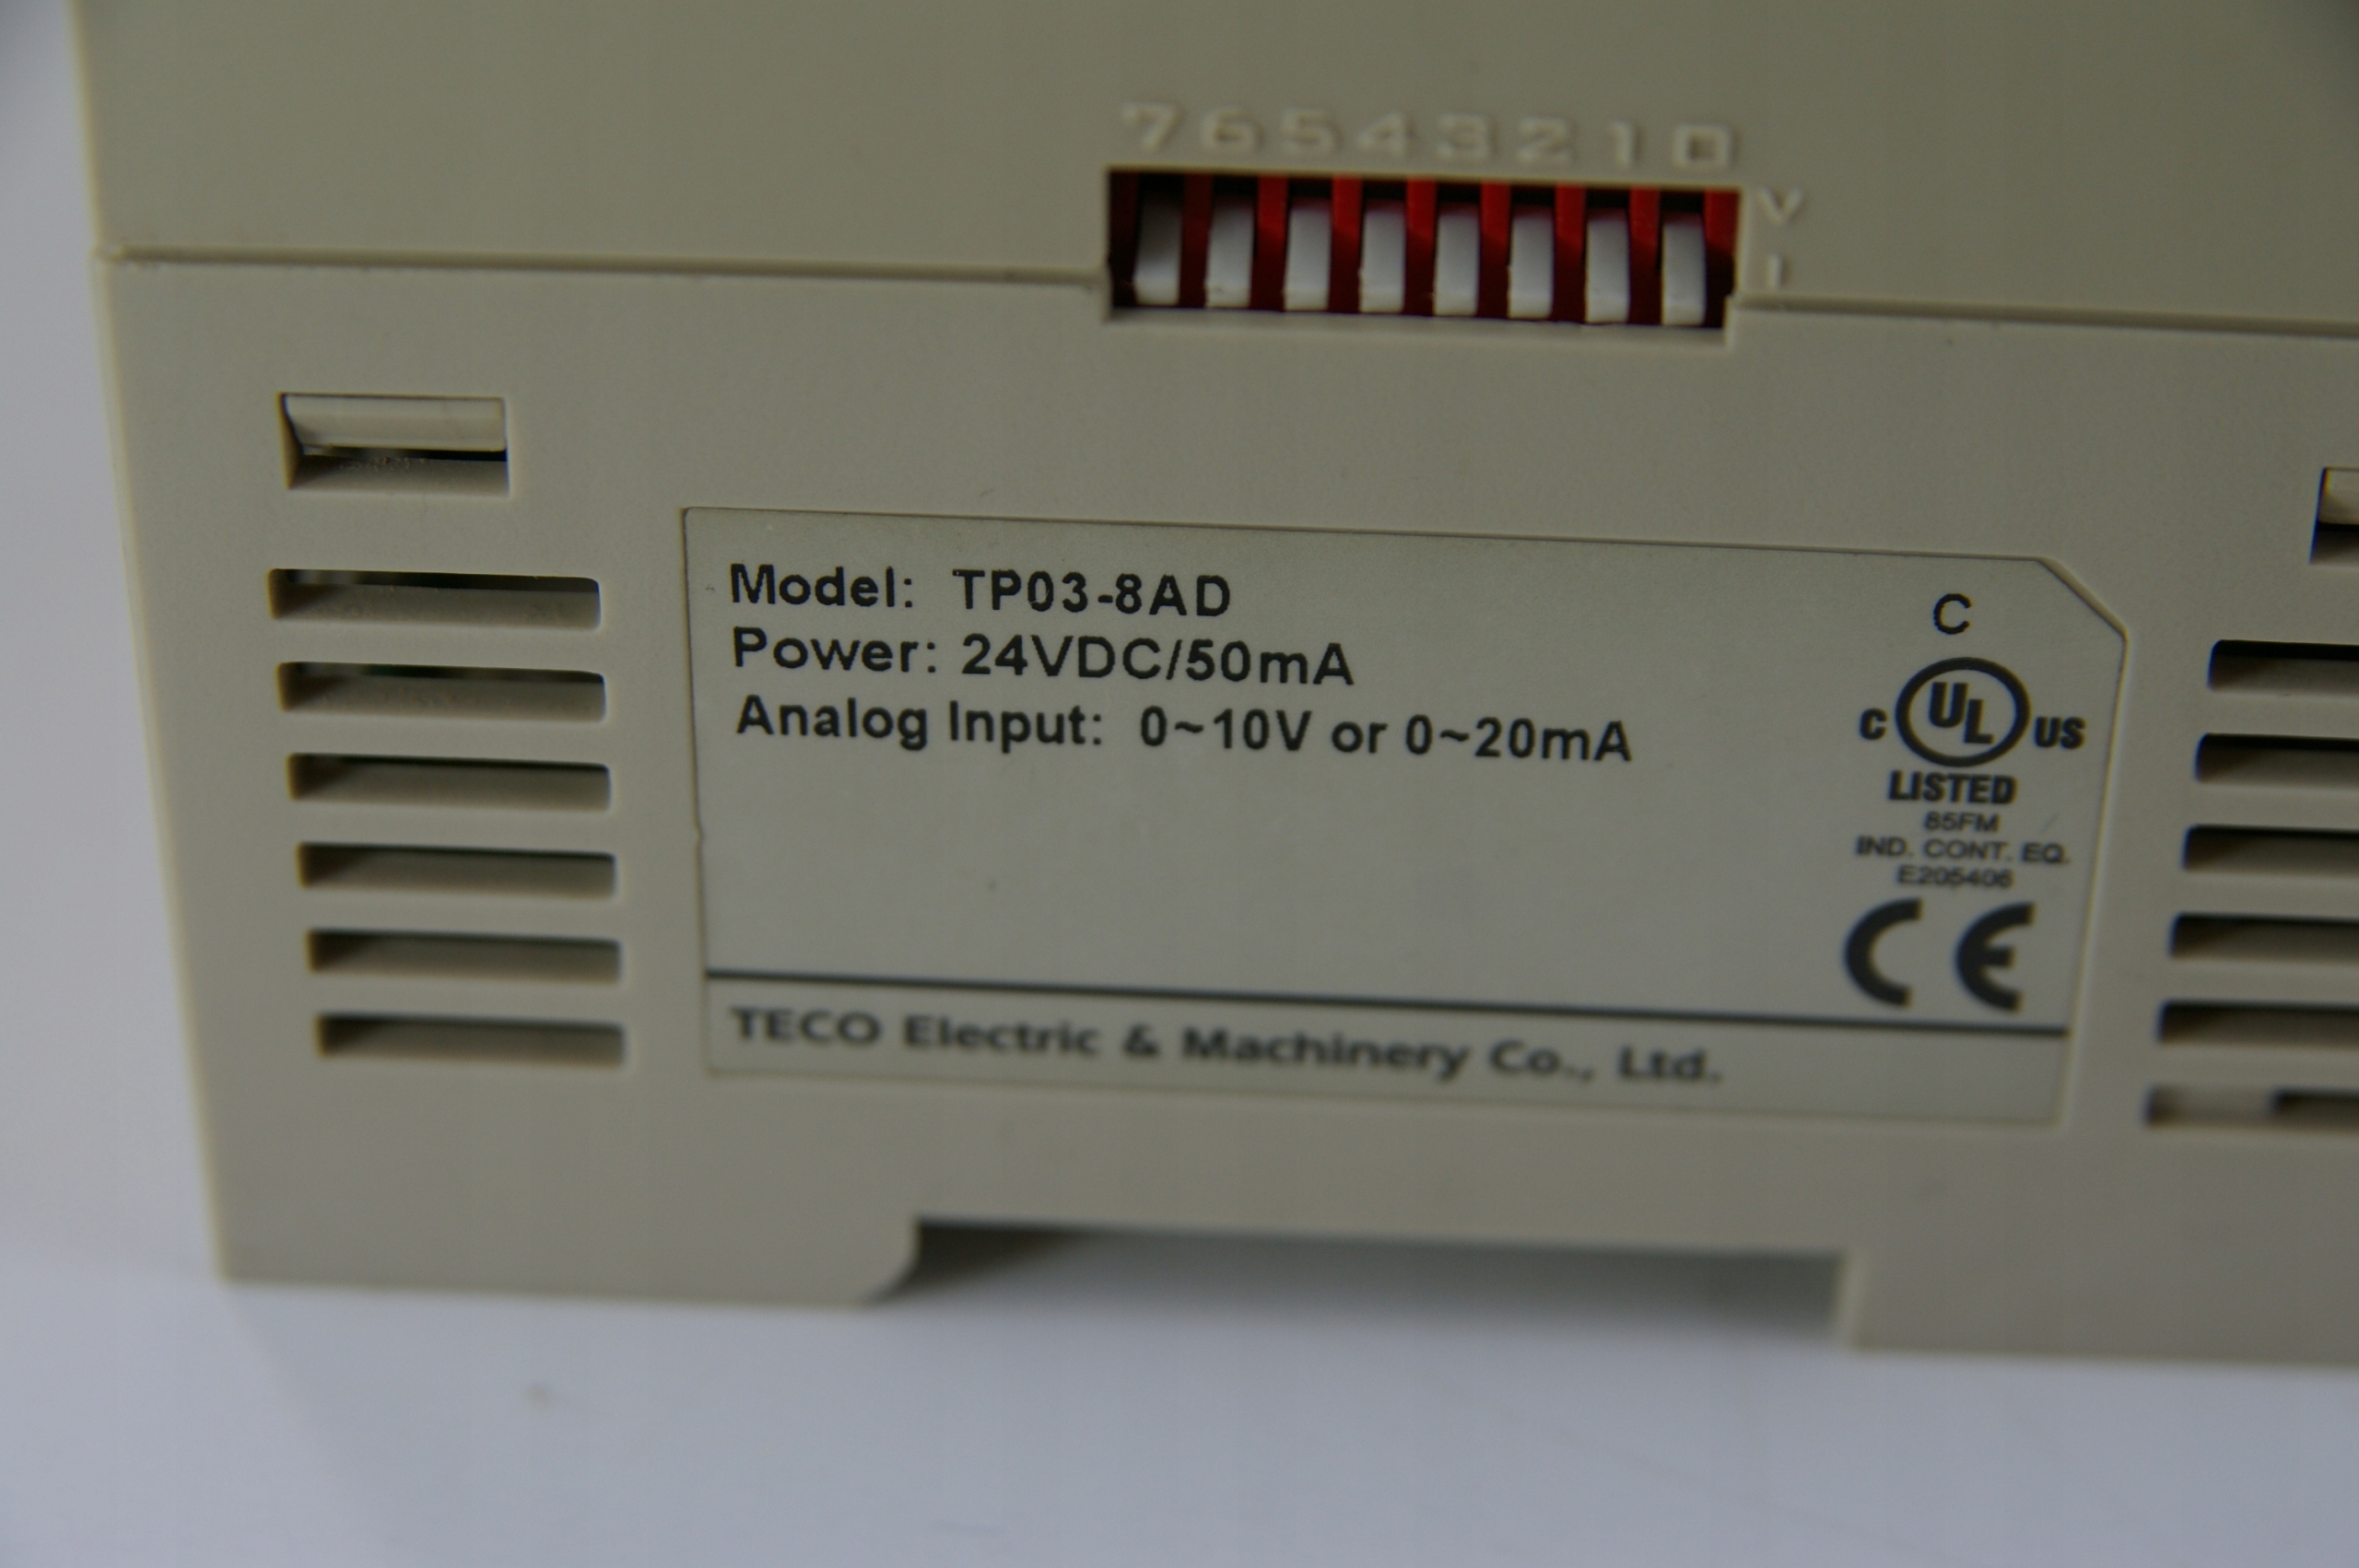 7 6 5 4 3 2 1 0
V
I
Model: TP03-8AD
Power: 24VDC/50mA
Analog Input: 0~10V or 0~20mA
C
C UL US
LISTED
85FM
IND. CONT. EQ.
E205406
CE
TECO Electric & Machinery Co., Ltd.